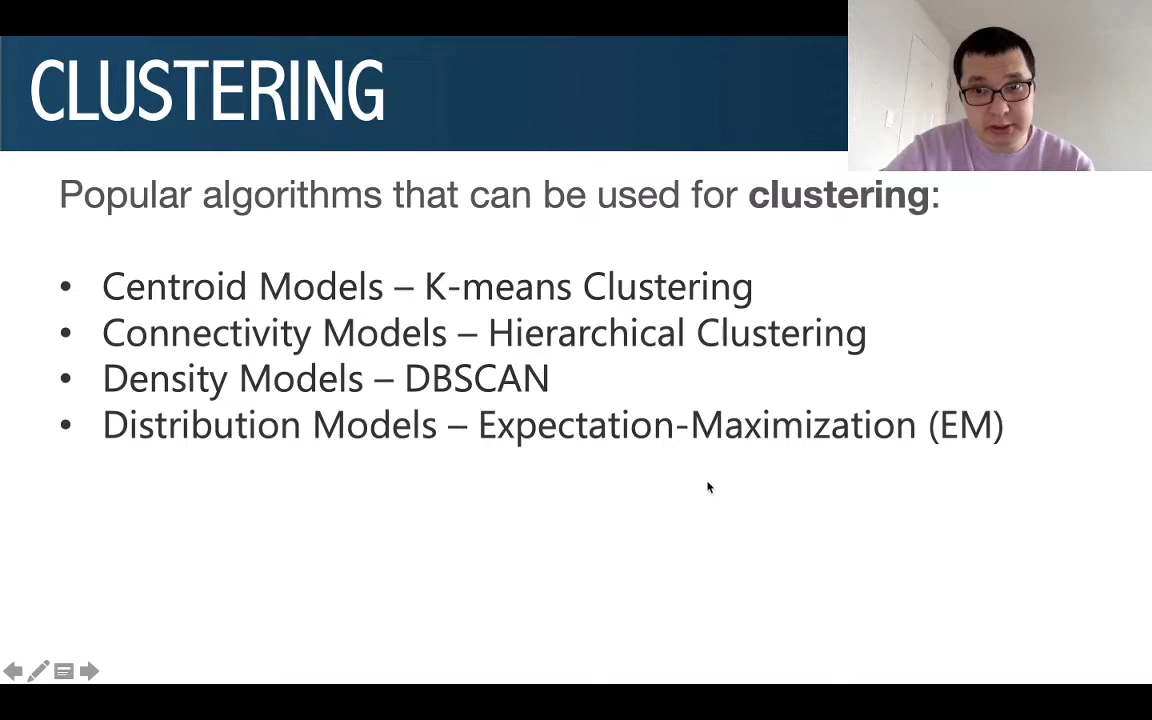 CLUSTERING
Popular algorithms that can be used for clustering:
• Centroid Models – K-means Clustering
• Connectivity Models – Hierarchical Clustering
• Density Models – DBSCAN
• Distribution Models – Expectation-Maximization (EM)